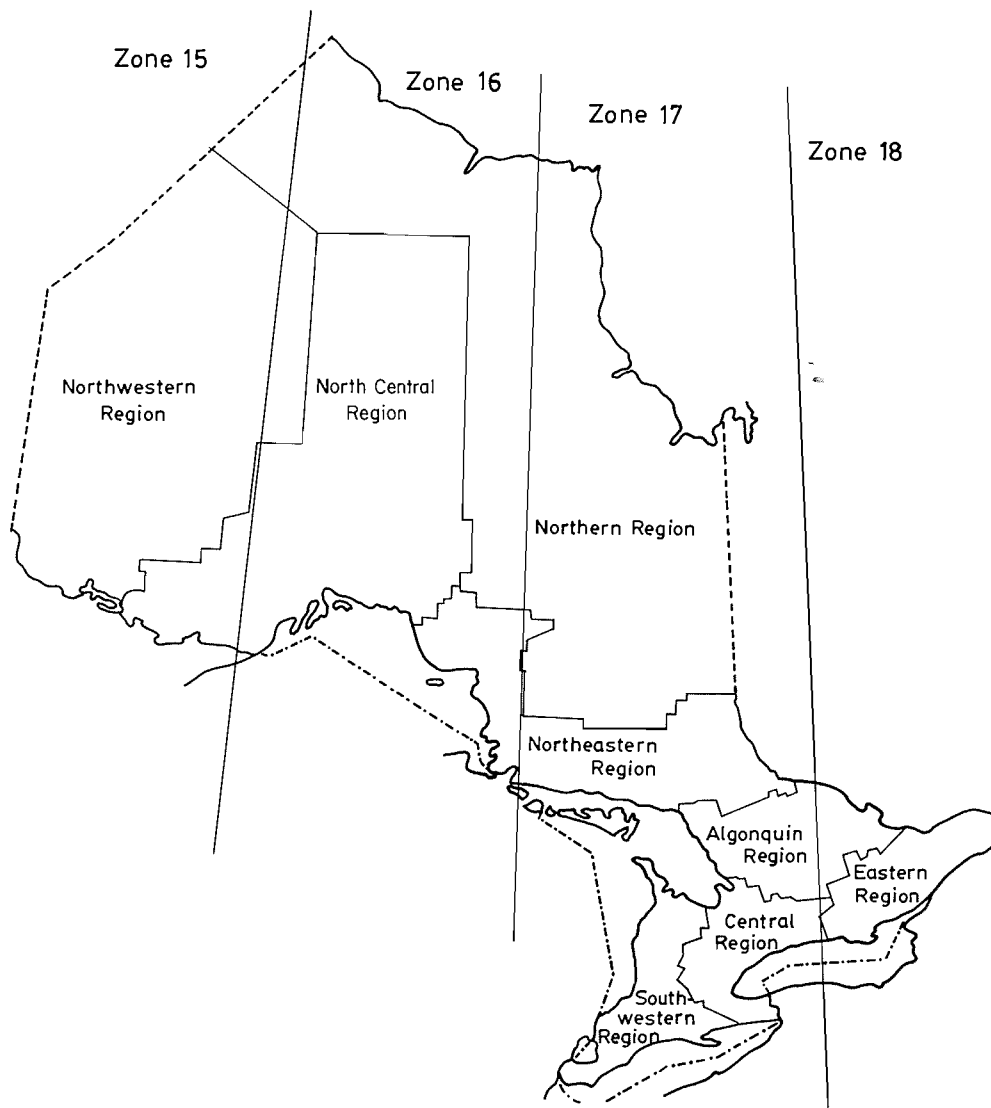 Zone 15
Zone 16
Zone 17
Zone 18
Northwestern
Region
North Central
Region
Northern Region
Northeastern
Region
Algonquin
Region
Eastern
Region
Central
Region
South-
western
Region